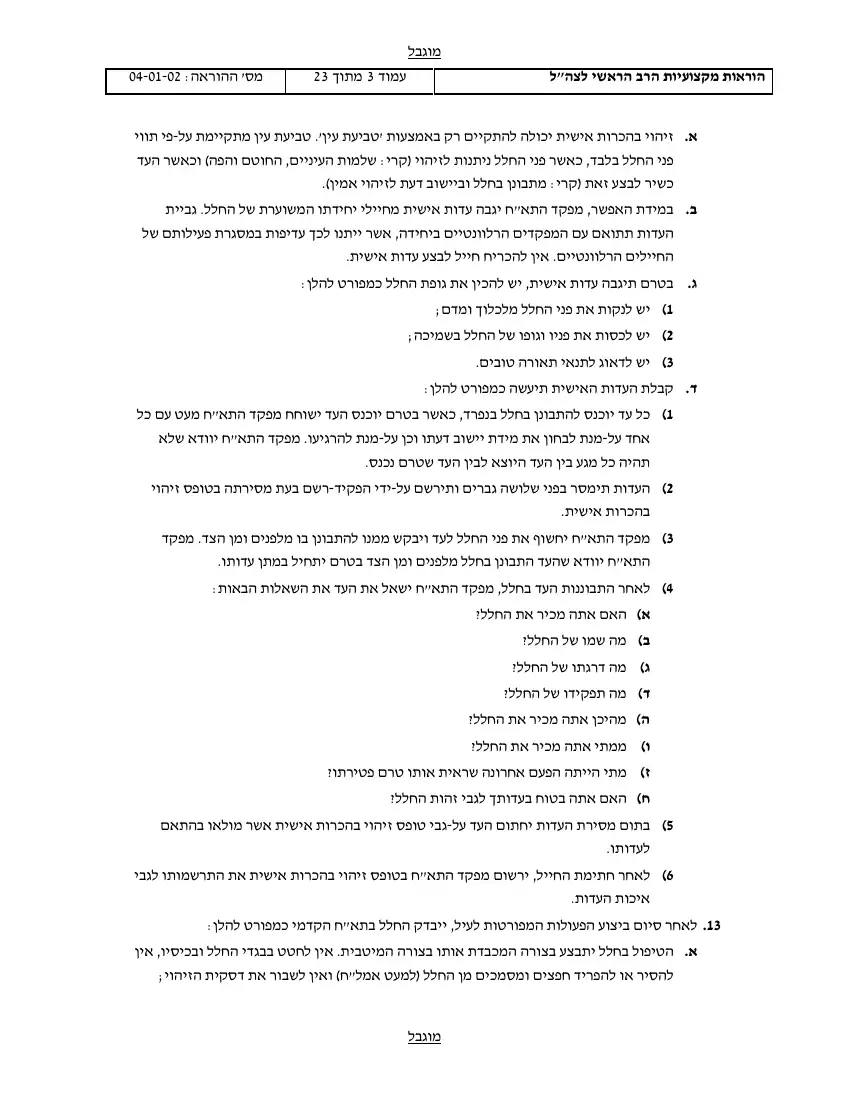 מוגבל
הוראות מקצועיות הרב הראשי לצה״ל עמוד 3 מתוך 23 מס׳ ההוראה: 04-01-02
א. זיהוי בהכרות אישית יכולה להתקיים רק באמצעות ׳טביעת עין׳. טביעת עין מתקיימת על-פי תווי
פני החלל בלבד, כאשר פני החלל ניתנות לזיהוי (קרי: שלמות העיניים, החוטם והפה) וכאשר העד
כשיר לבצע זאת (קרי: מתבונן בחלל וביישוב דעת לזיהוי אמין).
ב. במידת האפשר, מפקד התא״ח יגבה עדות אישית מחיילי יחידתו המשוערת של החלל. גביית
העדות תתואם עם המפקדים הרלוונטיים ביחידה, אשר ייתנו לכך עדיפות במסגרת פעילותם של
החיילים הרלוונטיים. אין להכריח חייל לבצע עדות אישית.
ג. בטרם תיגבה עדות אישית, יש להכין את גופת החלל כמפורט להלן:
1) יש לנקות את פני החלל מלכלוך ומדם;
2) יש לכסות את פניו וגופו של החלל בשמיכה;
3) יש לדאוג לתנאי תאורה טובים.
ד. קבלת העדות האישית תיעשה כמפורט להלן:
1) כל עד יוכנס להתבונן בחלל בנפרד, כאשר בטרם יוכנס העד ישוחח מפקד התא״ח מעט עם כל
אחד על-מנת לבחון את מידת יישוב דעתו וכן על-מנת להרגיעו. מפקד התא״ח יוודא שלא
תהיה כל מגע בין העד היוצא לבין העד שטרם נכנס.
2) העדות תימסר בפני שלושה גברים ותירשם על-ידי הפקיד-רשם בעת מסירתה בטופס זיהוי
בהכרות אישית.
3) מפקד התא״ח יחשוף את פני החלל לעד ויבקש ממנו להתבונן בו מלפנים ומן הצד. מפקד
התא״ח יוודא שהעד התבונן בחלל מלפנים ומן הצד בטרם יתחיל במתן עדותו.
4) לאחר התבוננות העד בחלל, מפקד התא״ח ישאל את העד את השאלות הבאות:
א) האם אתה מכיר את החלל?
ב) מה שמו של החלל?
ג) מה דרגתו של החלל?
ד) מה תפקידו של החלל?
ה) מהיכן אתה מכיר את החלל?
ו) ממתי אתה מכיר את החלל?
ז) מתי הייתה הפעם אחרונה שראית אותו טרם פטירתו?
ח) האם אתה בטוח בעדותך לגבי זהות החלל?
5) בתום מסירת העדות יחתום העד על-גבי טופס זיהוי בהכרות אישית אשר מולאו בהתאם
לעדותו.
6) לאחר חתימת החייל, ירשום מפקד התא״ח בטופס זיהוי בהכרות אישית את התרשמותו לגבי
איכות העדות.
13. לאחר סיום ביצוע הפעולות המפורטות לעיל, ייבדק החלל בתא״ח הקדמי כמפורט להלן:
א. הטיפול בחלל יתבצע בצורה המכבדת אותו בצורה המיטבית. אין לחטט בבגדי החלל ובכיסיו, אין
להסיר או להפריד חפצים ומסמכים מן החלל (למעט אמל״ח) ואין לשבור את דסקית הזיהוי;
מוגבל